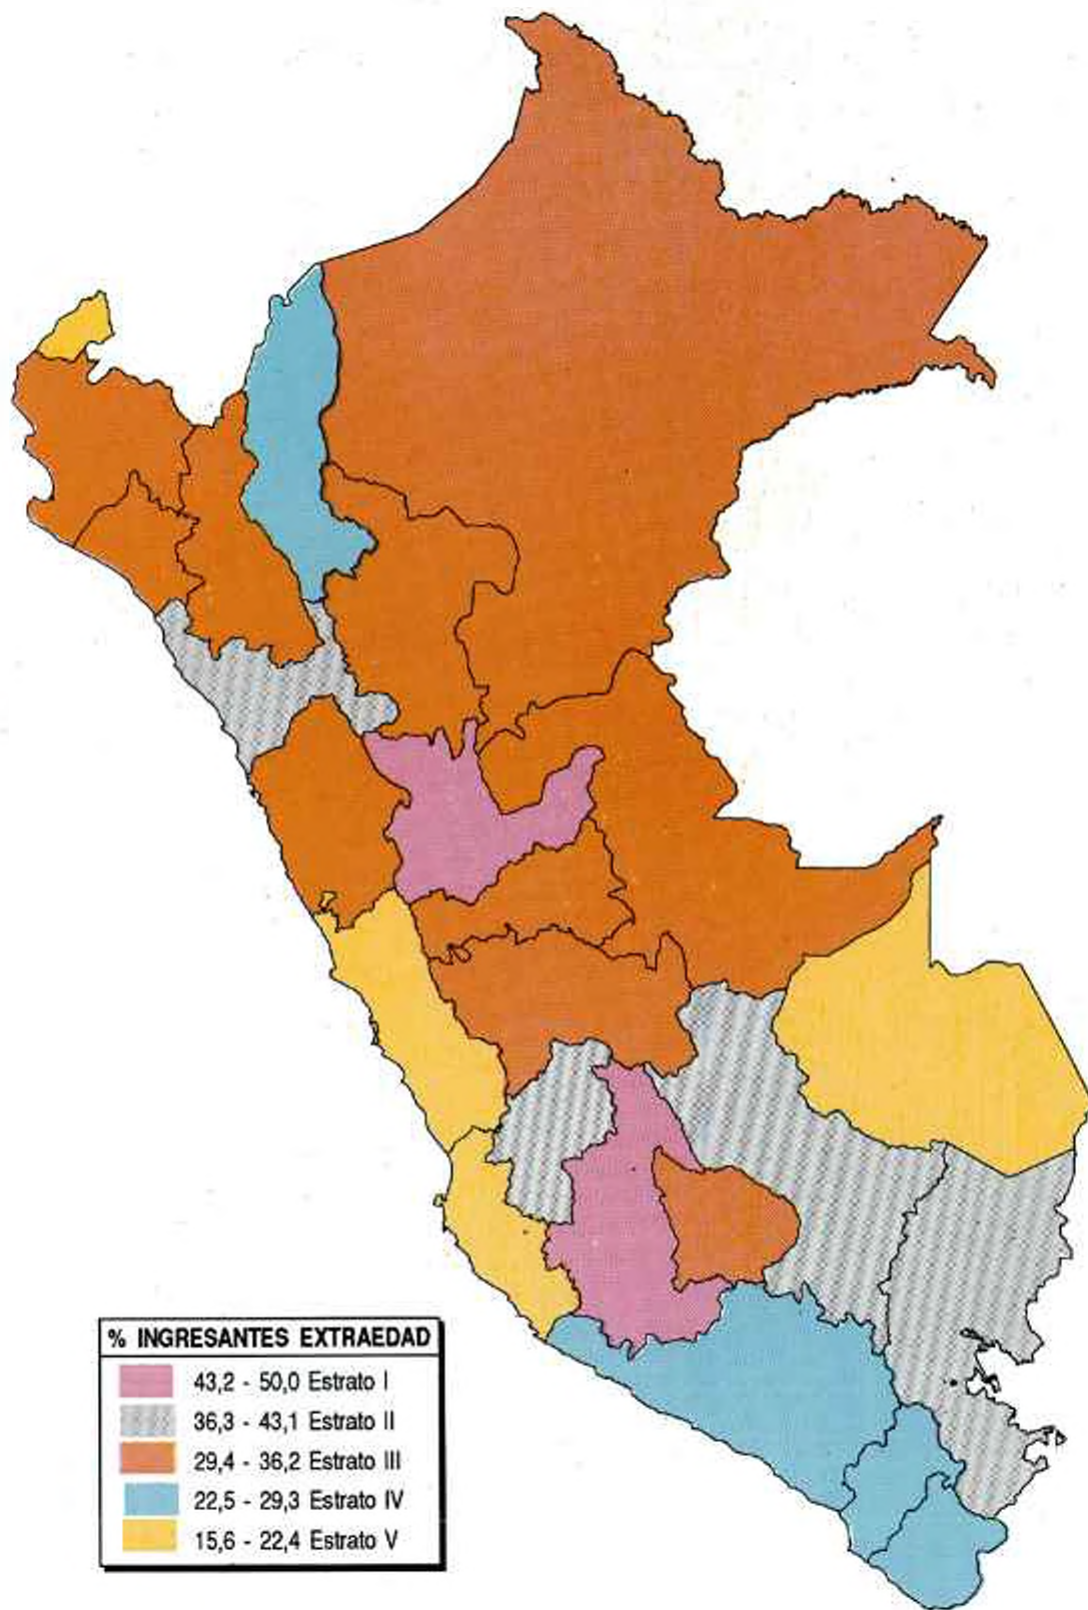 % INGRESANTES EXTRAEDAD
43,2 - 50,0 Estrato I
36,3 - 43,1 Estrato II
29,4 - 36,2 Estrato III
22,5 - 29,3 Estrato IV
15,6 - 22,4 Estrato V